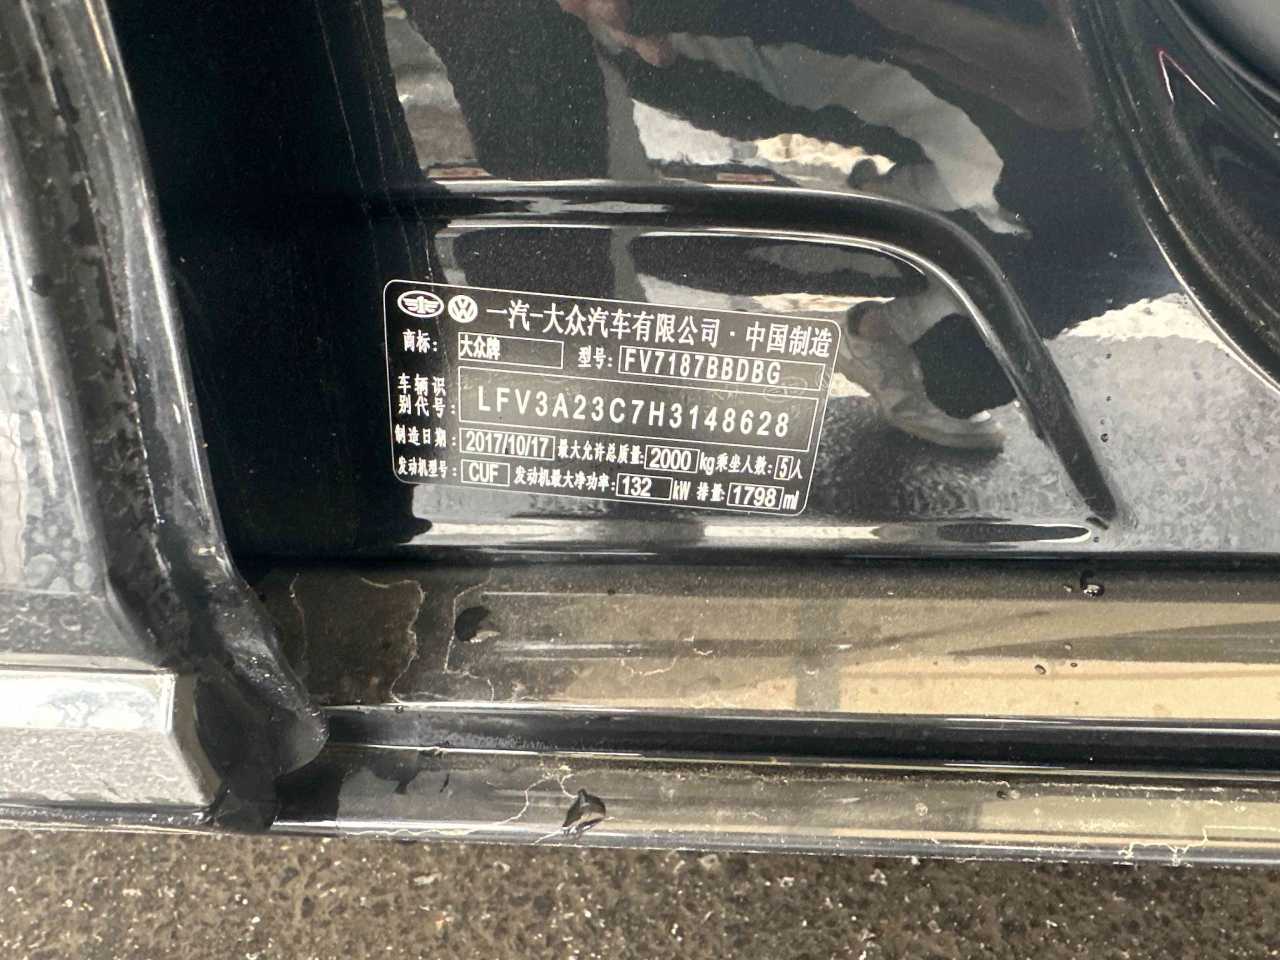 一汽-大众汽车有限公司·中国制造
商标: 大众牌 型号: FV7187BBDBG
车辆识别代号: LFV3A23C7H3148628
制造日期: 2017/10/17 最大允许总质量: 2000 kg 乘坐人数: 5人
发动机型号: CUF 发动机最大净功率: 132 kW 排量: 1798 ml